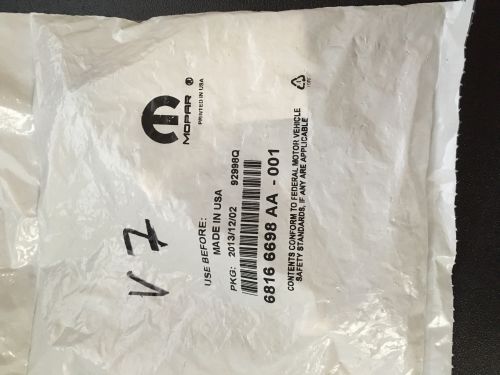 MOPAR ®
PRINTED IN USA
USE BEFORE:
MADE IN USA
PKG: 2013/12/02 92998Q
6816 6698 AA - 001
CONTENTS CONFORM TO FEDERAL MOTOR VEHICLE
SAFETY STANDARDS, IF ANY ARE APPLICABLE
V 7